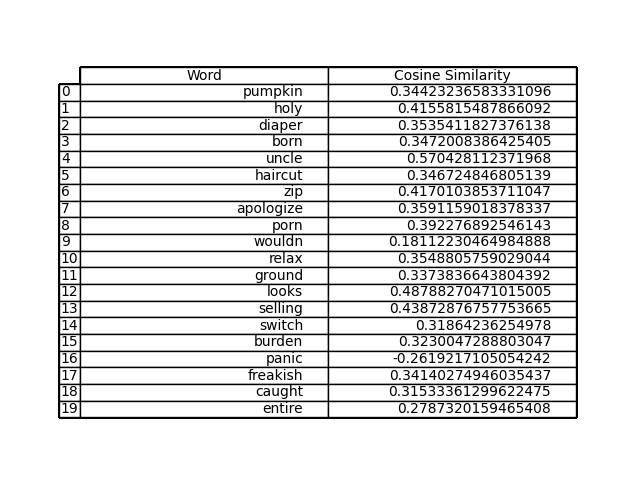 Word Cosine Similarity
0 pumpkin 0.34423236583331096
1 holy 0.4155815487866092
2 diaper 0.3535411827376138
3 born 0.3472008386425405
4 uncle 0.570428112371968
5 haircut 0.346724846805139
6 zip 0.4170103853711047
7 apologize 0.3591159018378337
8 porn 0.392276892546143
9 wouldn 0.18112230464984888
10 relax 0.3548805759029044
11 ground 0.3373836643804392
12 looks 0.48788270471015005
13 selling 0.43872876757753665
14 switch 0.31864236254978
15 burden 0.3230047288803047
16 panic -0.2619217105054242
17 freakish 0.34140274946035437
18 caught 0.31533361299622475
19 entire 0.2787320159465408